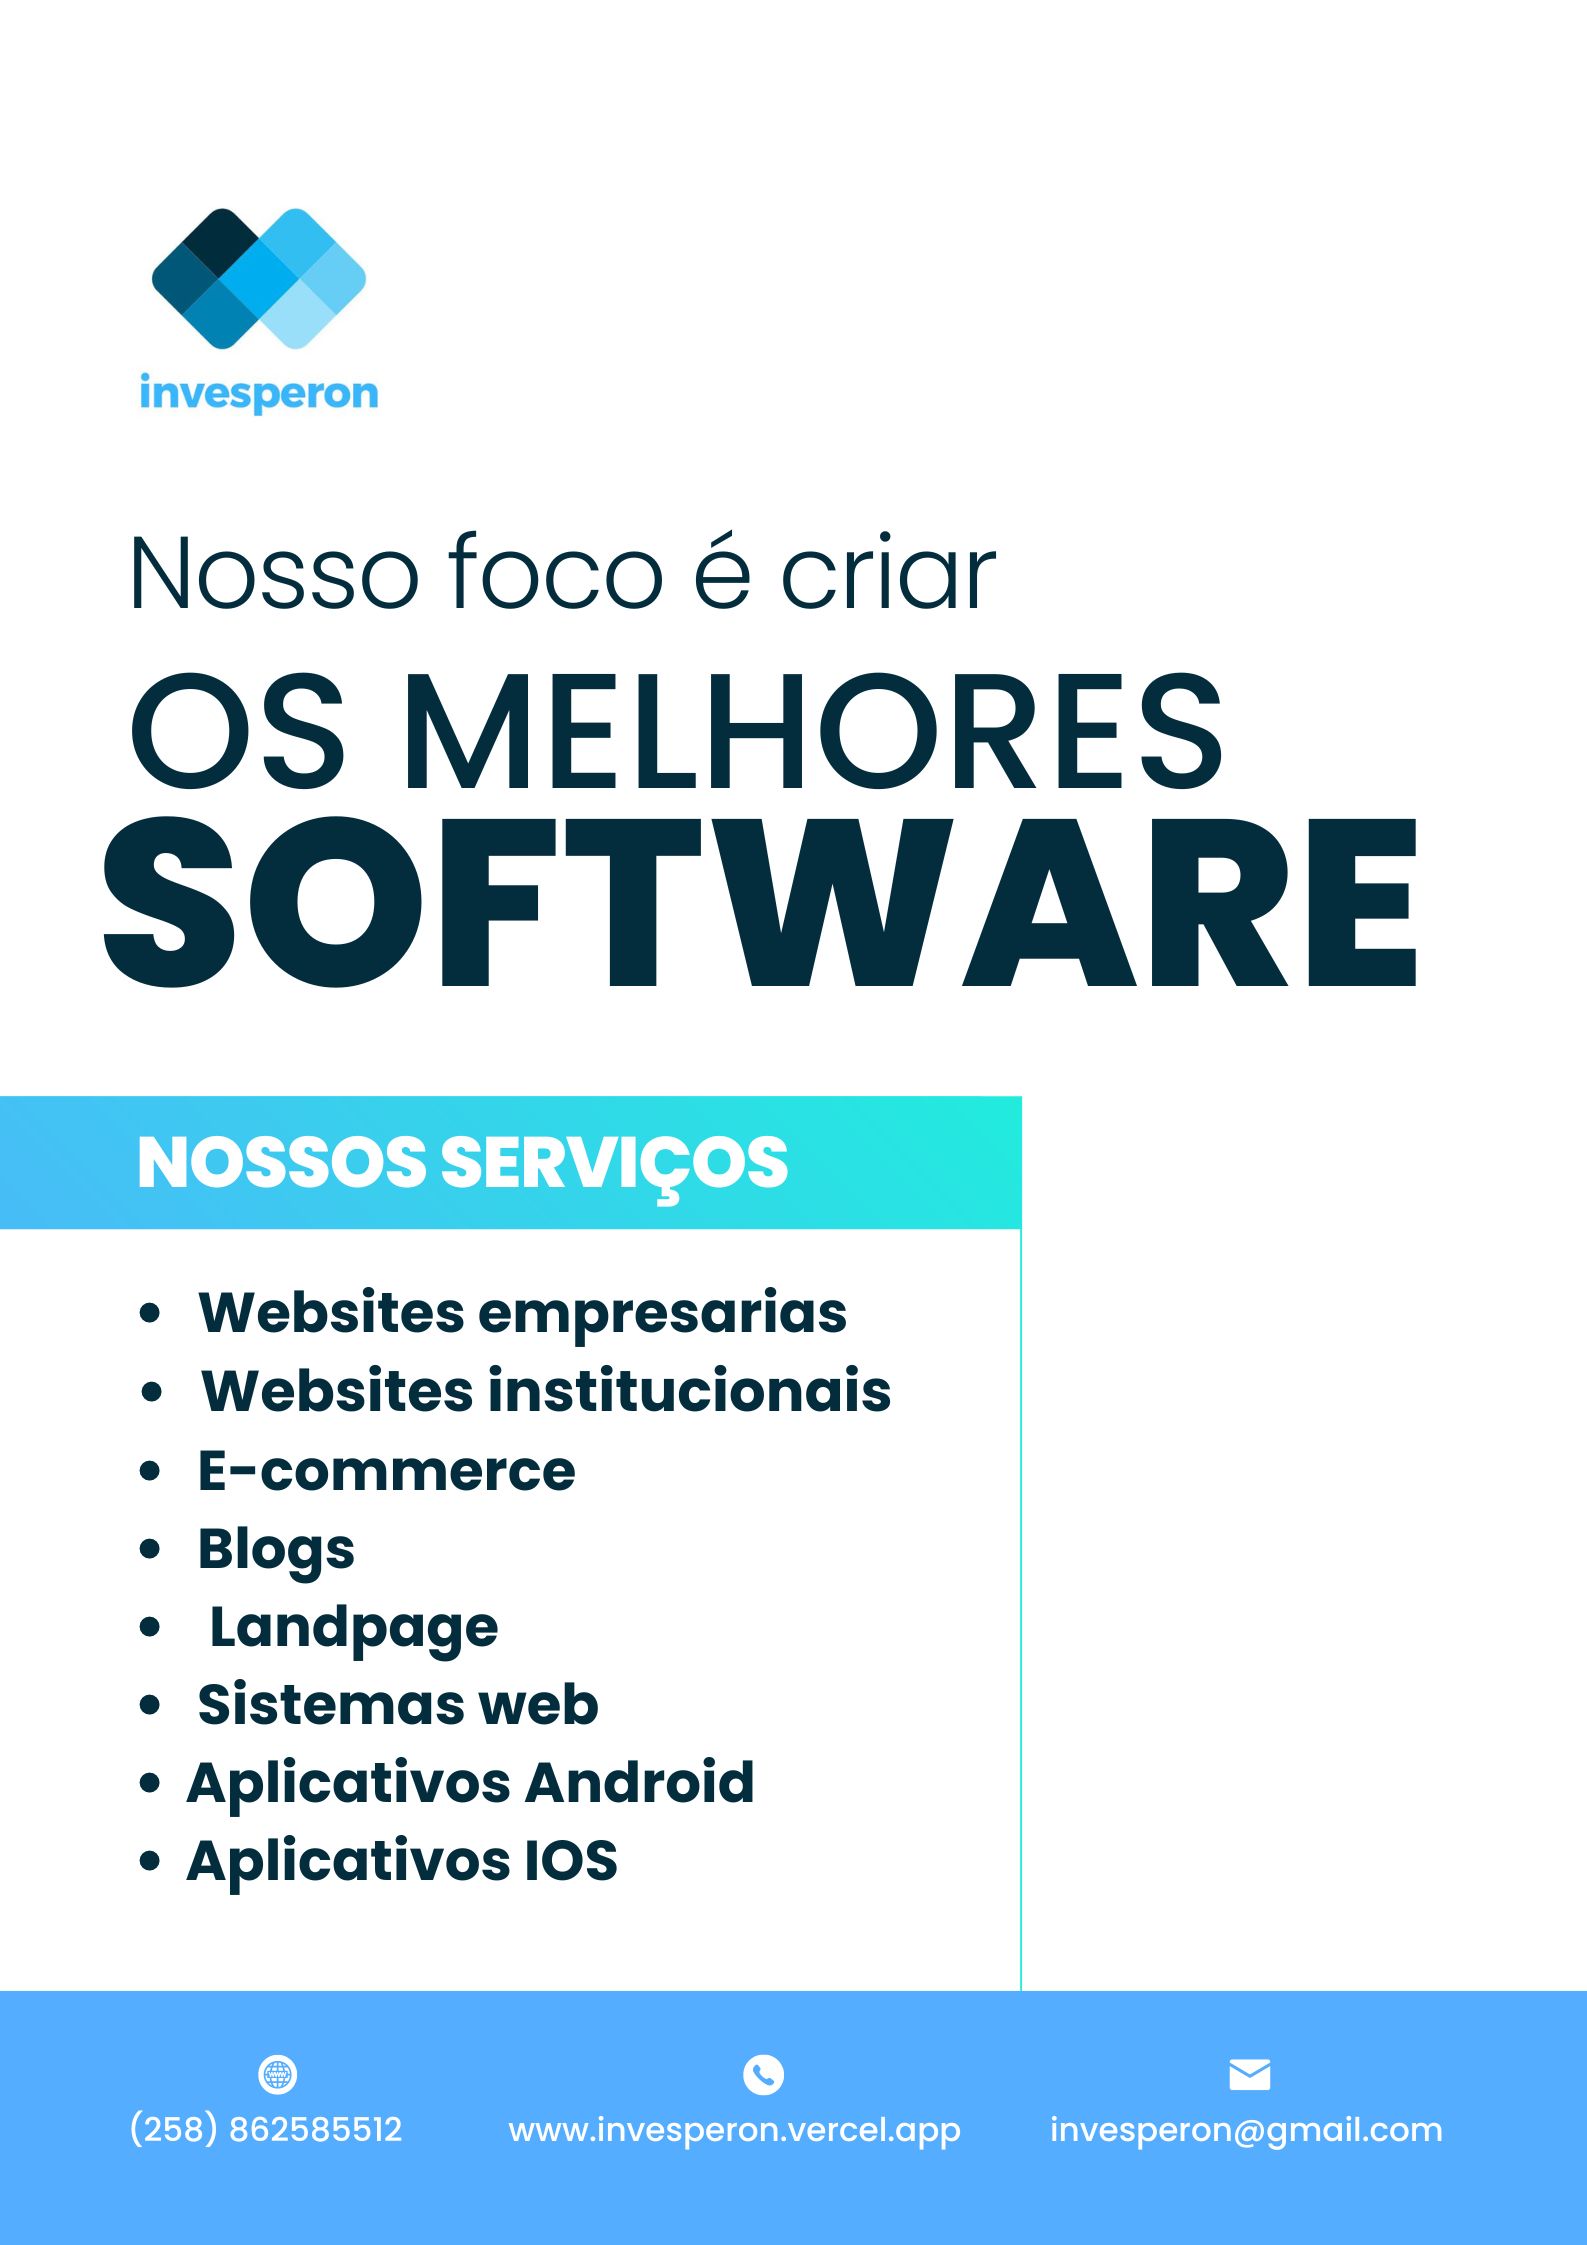 invesperon
Nosso foco é criar
OS MELHORES
SOFTWARE
NOSSOS SERVIÇOS
• Websites empresarias
• Websites institucionais
• E-commerce
• Blogs
• Landpage
• Sistemas web
• Aplicativos Android
• Aplicativos IOS
(258) 862585512
www.invesperon.vercel.app
invesperon@gmail.com